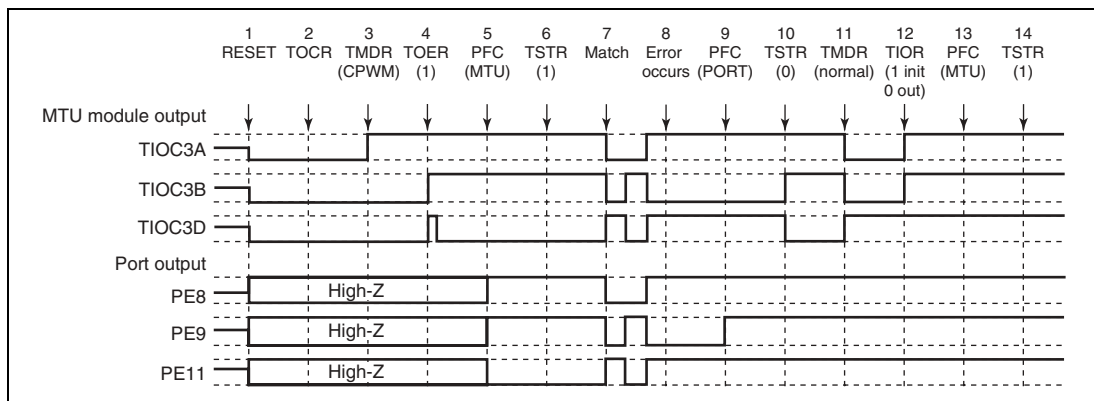 1 2 3 4 5 6 7 8 9 10 11 12 13 14
RESET TOCR TMDR TOER PFC TSTR Match Error PFC TSTR TMDR TIOR PFC TSTR
(CPWM) (1) (MTU) (1) occurs (PORT) (0) (normal) (1 init (MTU) (1)
0 out)
MTU module output
TIOC3A
TIOC3B
TIOC3D
Port output
PE8 High-Z
PE9 High-Z
PE11 High-Z